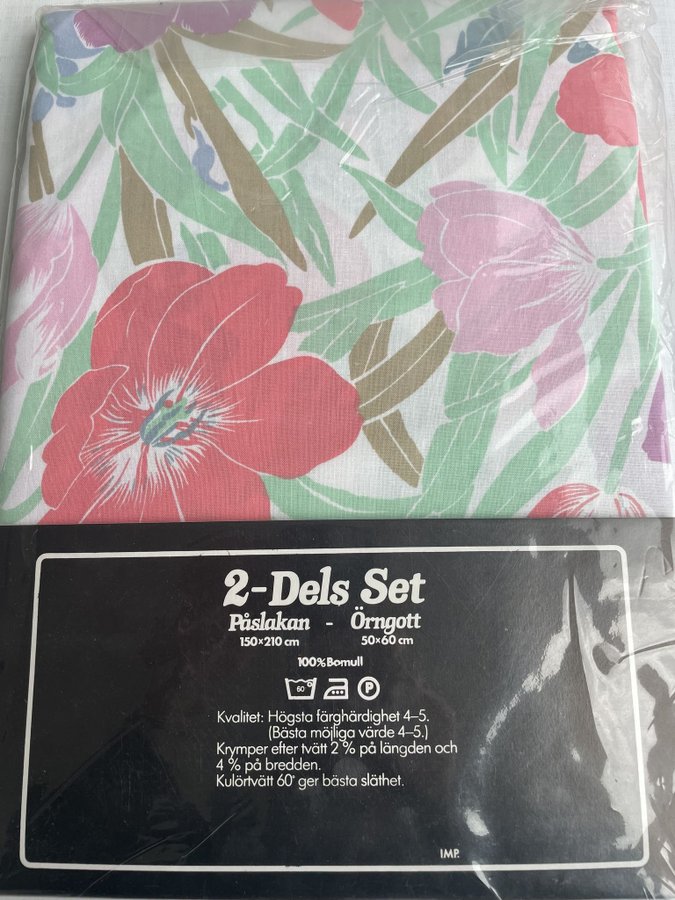 2-Dels Set
Påslakan - Örngott
150×210 cm 50×60 cm
100% Bomull
60° P
Kvalitet: Högsta färghärdighet 4–5.
(Bästa möjliga värde 4–5.)
Krymper efter tvätt 2 % på längden och
4 % på bredden.
Kulörtvätt 60° ger bästa släthet.
IMP.